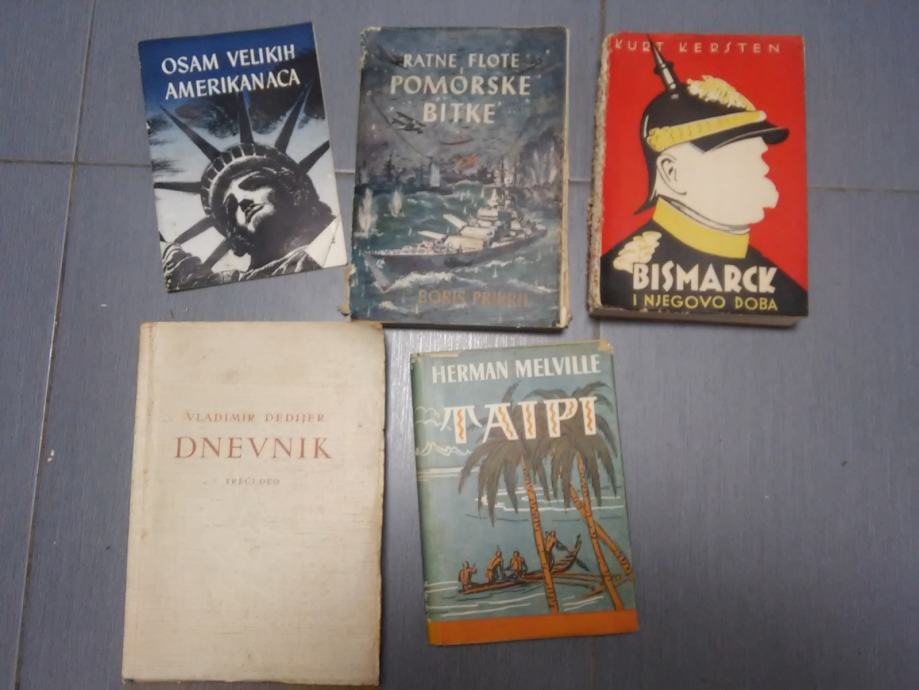 OSAM VELIKIH
AMERIKANACA
RATNE FLOTE
POMORSKE
BITKE
BORIS PRIKRIL
KURT KERSTEN
BISMARCK
I NJEGOVO DOBA
VLADIMIR DEDIJER
DNEVNIK
TREĆI DEO
HERMAN MELVILLE
TAIPI